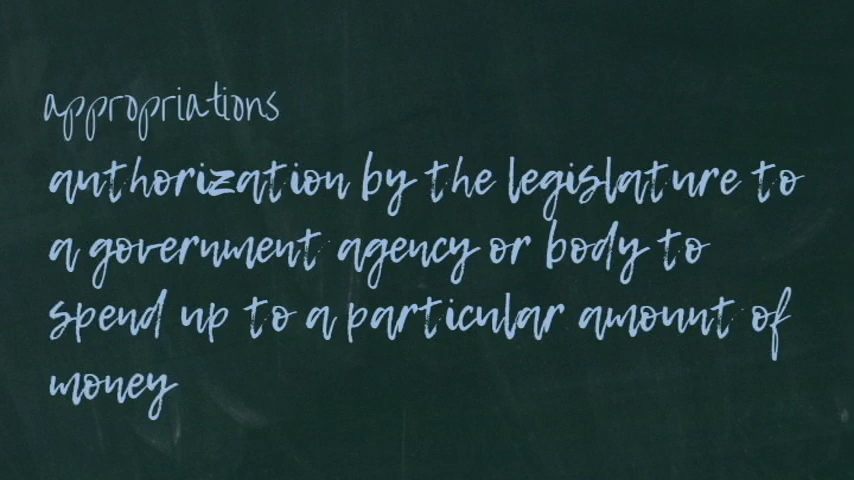 appropriations
authorization by the legislature to
a government agency or body to
spend up to a particular amount of
money